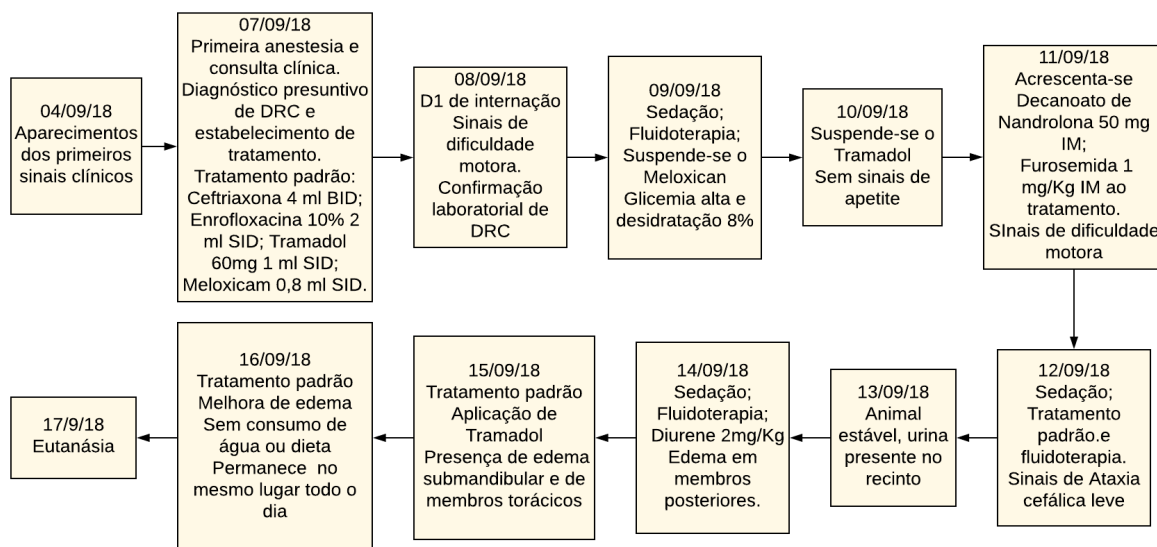 04/09/18
Aparecimentos
dos primeiros
sinais clínicos
07/09/18
Primeira anestesia e
consulta clínica.
Diagnóstico presuntivo
de DRC e
estabelecimento de
tratamento.
Tratamento padrão:
Ceftriaxona 4 ml BID;
Enrofloxacina 10% 2
ml SID; Tramadol
60mg 1 ml SID;
Meloxicam 0,8 ml SID.
08/09/18
D1 de internação
Sinais de
dificuldade
motora.
Confirmação
laboratorial de
DRC
09/09/18
Sedação;
Fluidoterapia;
Suspende-se o
Meloxican
Glicemia alta e
desidratação 8%
10/09/18
Suspende-se o
Tramadol
Sem sinais de
apetite
11/09/18
Acrescenta-se
Decanoato de
Nandrolona 50 mg
IM;
Furosemida 1
mg/Kg IM ao
tratamento.
SInais de dificuldade
motora
12/09/18
Sedação;
Tratamento
padrão.e
fluidoterapia.
Sinais de Ataxia
cefálica leve
13/09/18
Animal
estável, urina
presente no
recinto
14/09/18
Sedação;
Fluidoterapia;
Diurene 2mg/Kg
Edema em
membros
posteriores.
15/09/18
Tratamento padrão
Aplicação de
Tramadol
Presença de edema
submandibular e de
membros torácicos
16/09/18
Tratamento padrão
Melhora de edema
Sem consumo de
água ou dieta
Permanece no
mesmo lugar todo o
dia
17/9/18
Eutanásia